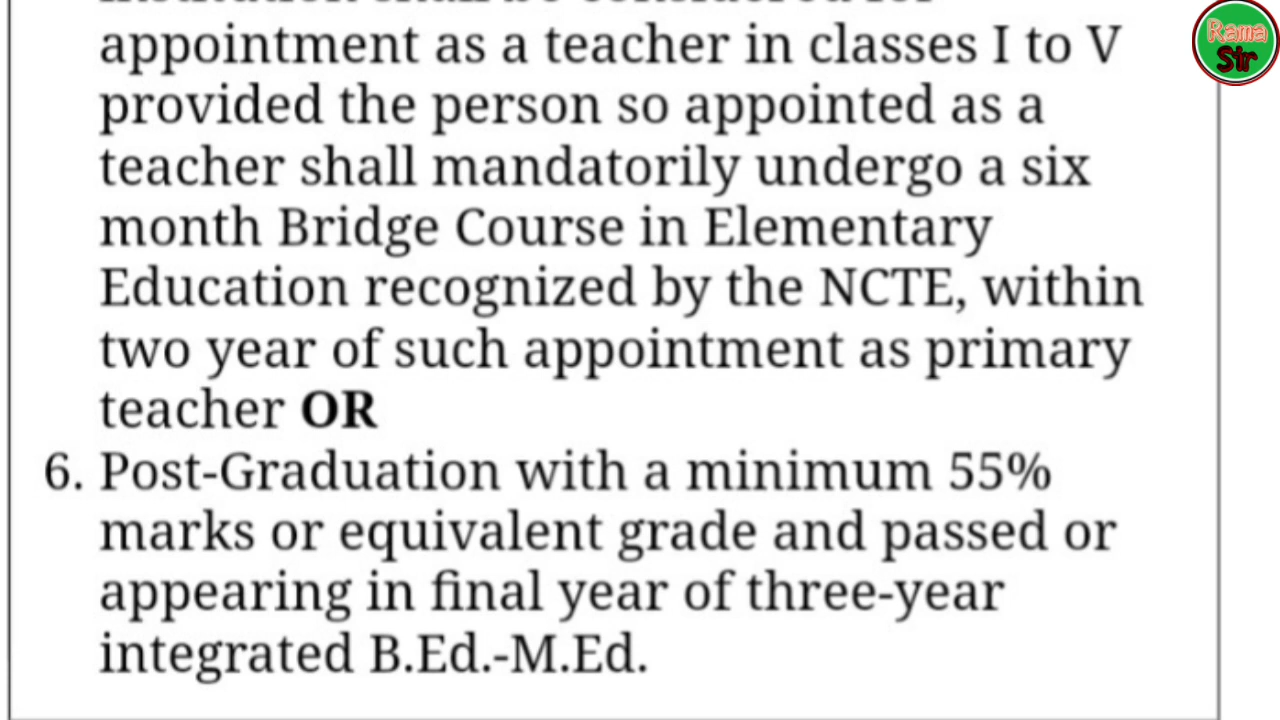 appointment as a teacher in classes I to V
provided the person so appointed as a
teacher shall mandatorily undergo a six
month Bridge Course in Elementary
Education recognized by the NCTE, within
two year of such appointment as primary
teacher OR
6. Post-Graduation with a minimum 55%
marks or equivalent grade and passed or
appearing in final year of three-year
integrated B.Ed.-M.Ed.
Rama
Sir